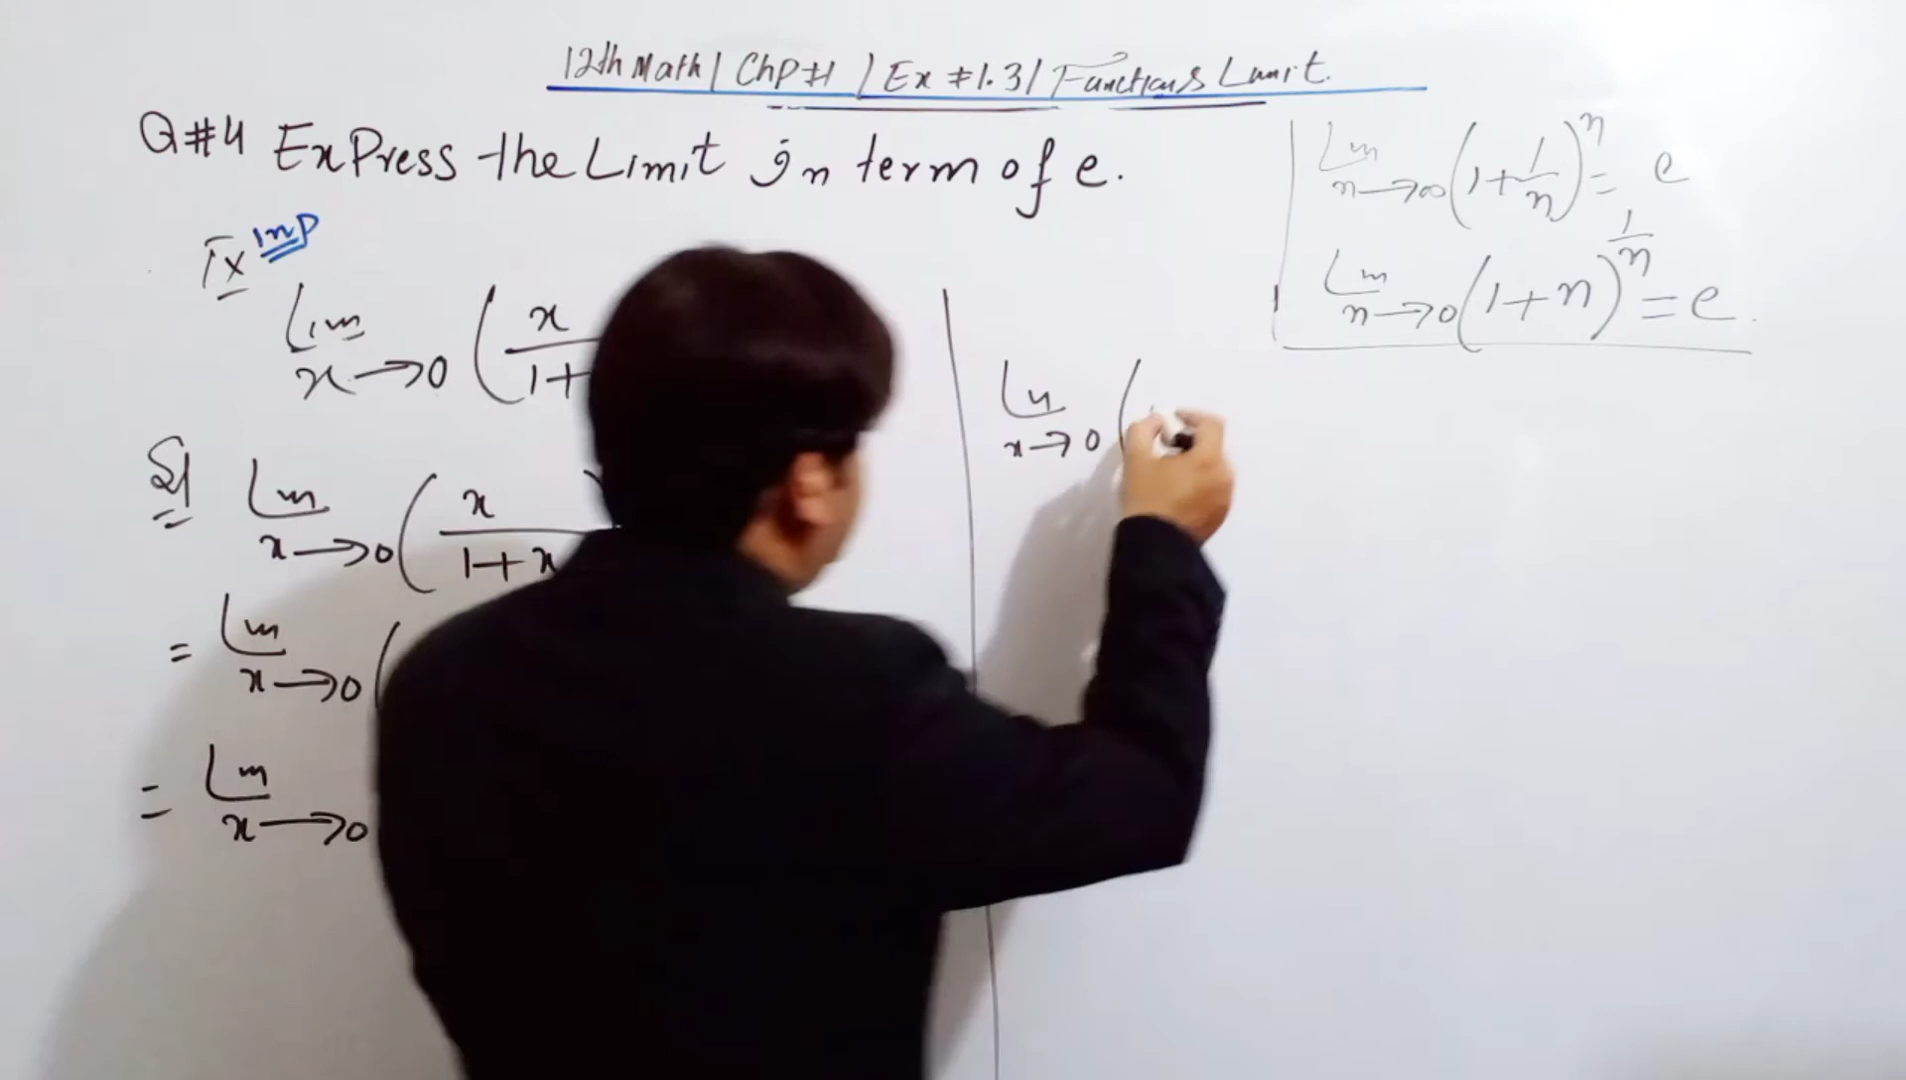 12th Math / Chp #1 / Ex #1.3 / Functions Limit.
Q#4 ExPress the Limit in term of e.
ix imp
Lim x→0 ( x / 1+
Sol Lim x→0 ( x / 1+x
= Lim x→0 (
= Lim x→0
Lim x→0 (
Lim n→∞ (1+1/n)^n = e
Lim n→0 (1+n)^1/n = e.